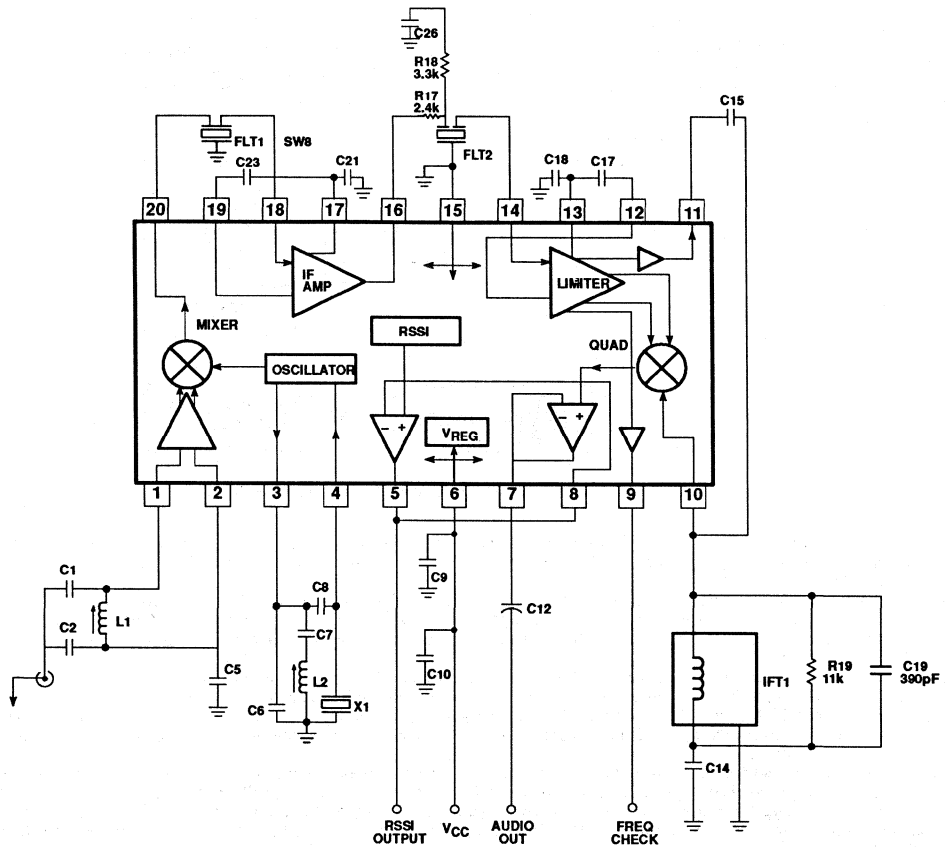 C26
R18
3.3k
R17
2.4k
C15
FLT1
SW8
FLT2
C23
C21
C18
C17
20
19
18
17
16
15
14
13
12
11
IF
AMP
LIMITER
MIXER
RSSI
QUAD
OSCILLATOR
- +
VREG
- +
1
2
3
4
5
6
7
8
9
10
C1
L1
C2
C5
C8
C7
L2
C6
X1
C9
C10
C12
IFT1
R19
11k
C19
390pF
C14
RSSI
OUTPUT
VCC
AUDIO
OUT
FREQ
CHECK